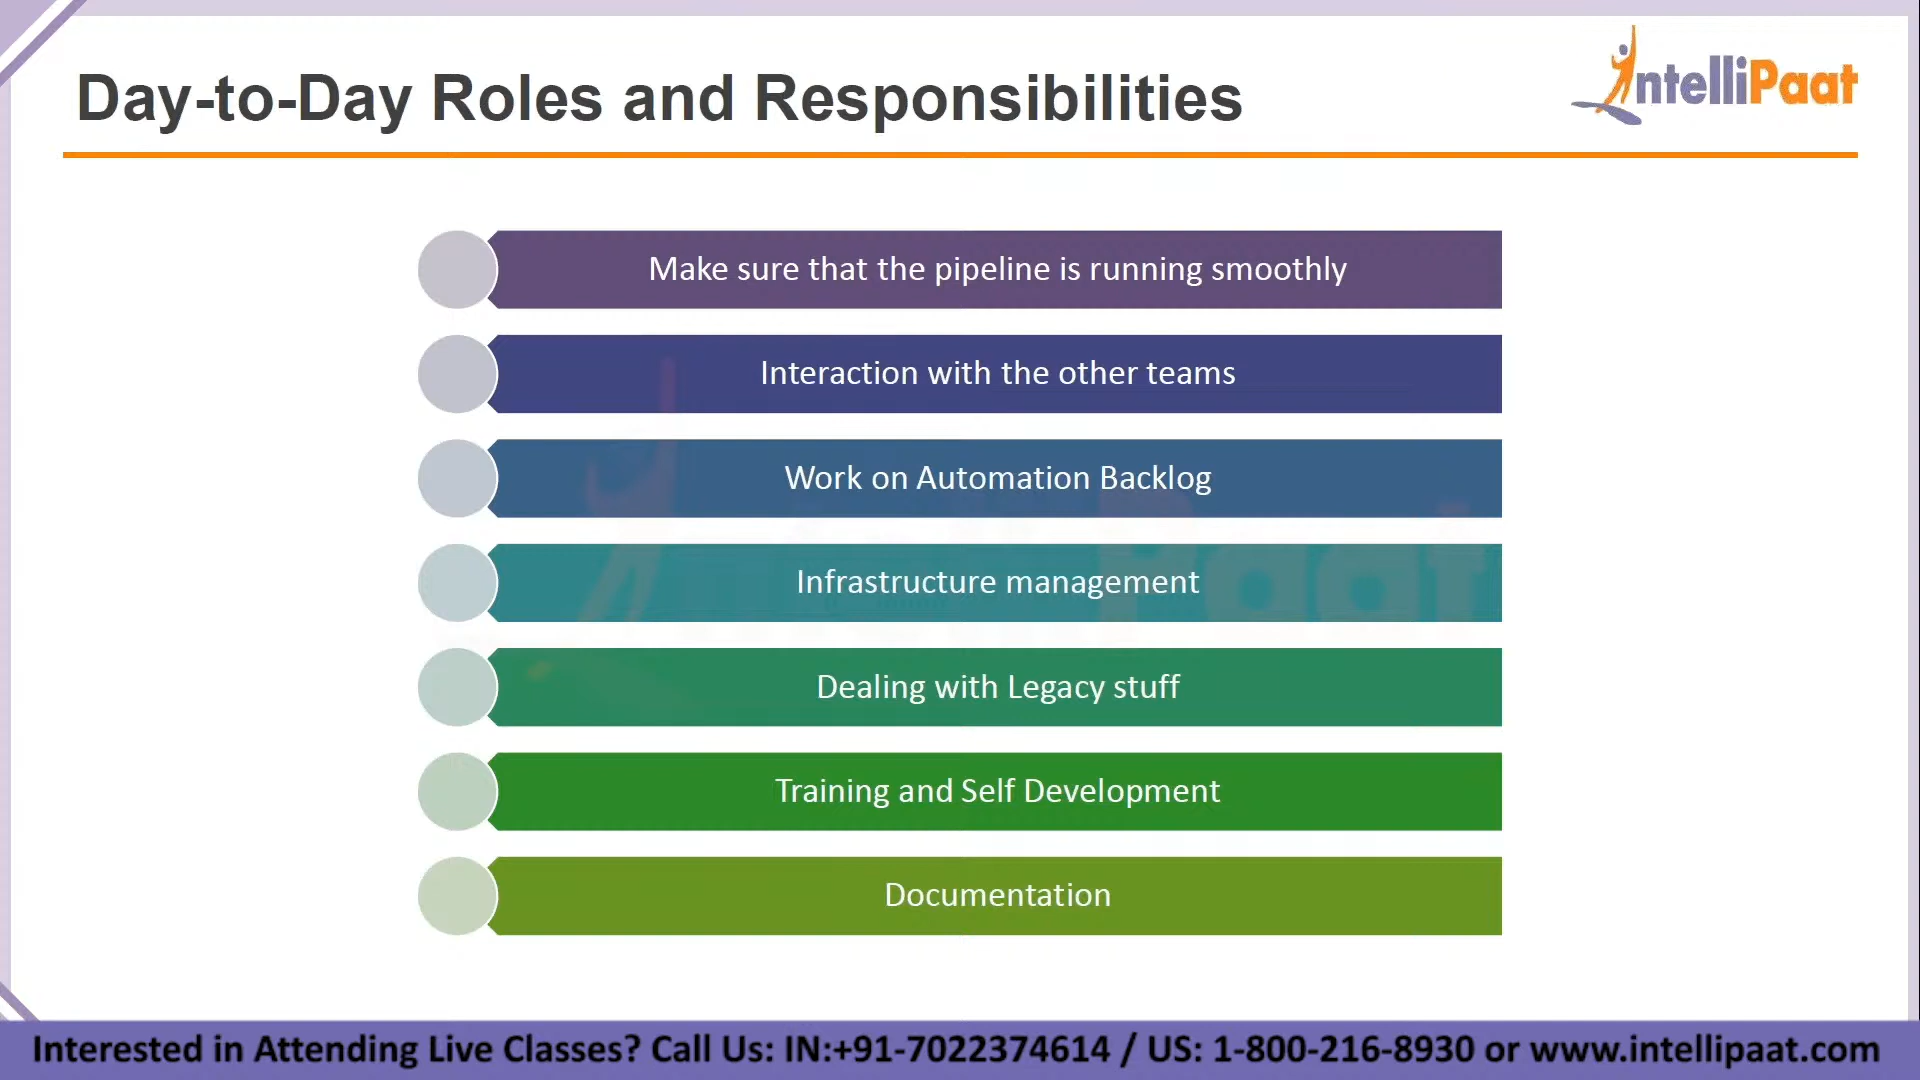 Day-to-Day Roles and Responsibilities
IntelliPaat
Make sure that the pipeline is running smoothly
Interaction with the other teams
Work on Automation Backlog
Infrastructure management
Dealing with Legacy stuff
Training and Self Development
Documentation
Interested in Attending Live Classes? Call Us: IN:+91-7022374614 / US: 1-800-216-8930 or www.intellipaat.com